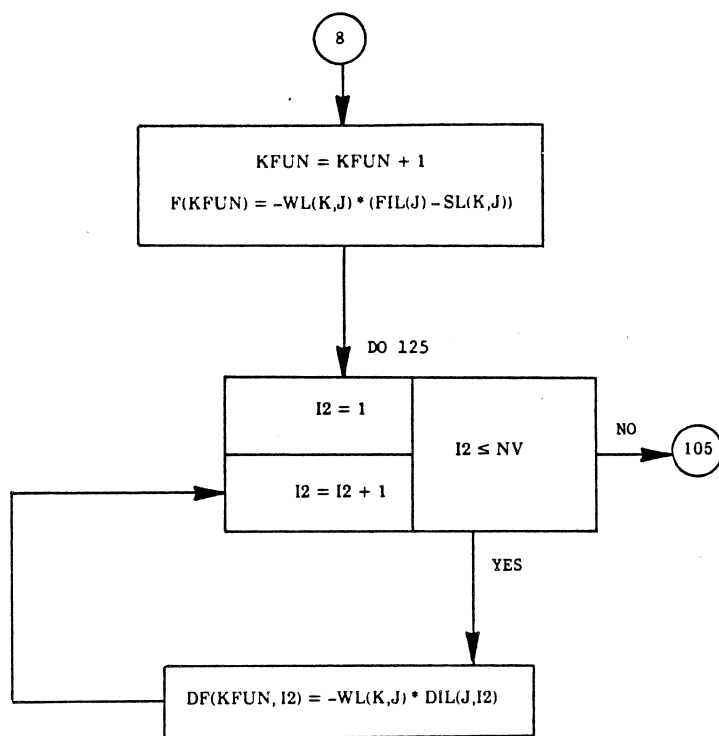 8
KFUN = KFUN + 1
F(KFUN) = -WL(K,J) * (FIL(J) - SL(K,J))
DO 125
I2 = 1
I2 ≤ NV
NO
105
I2 = I2 + 1
YES
DF(KFUN, I2) = -WL(K,J) * DIL(J,I2)